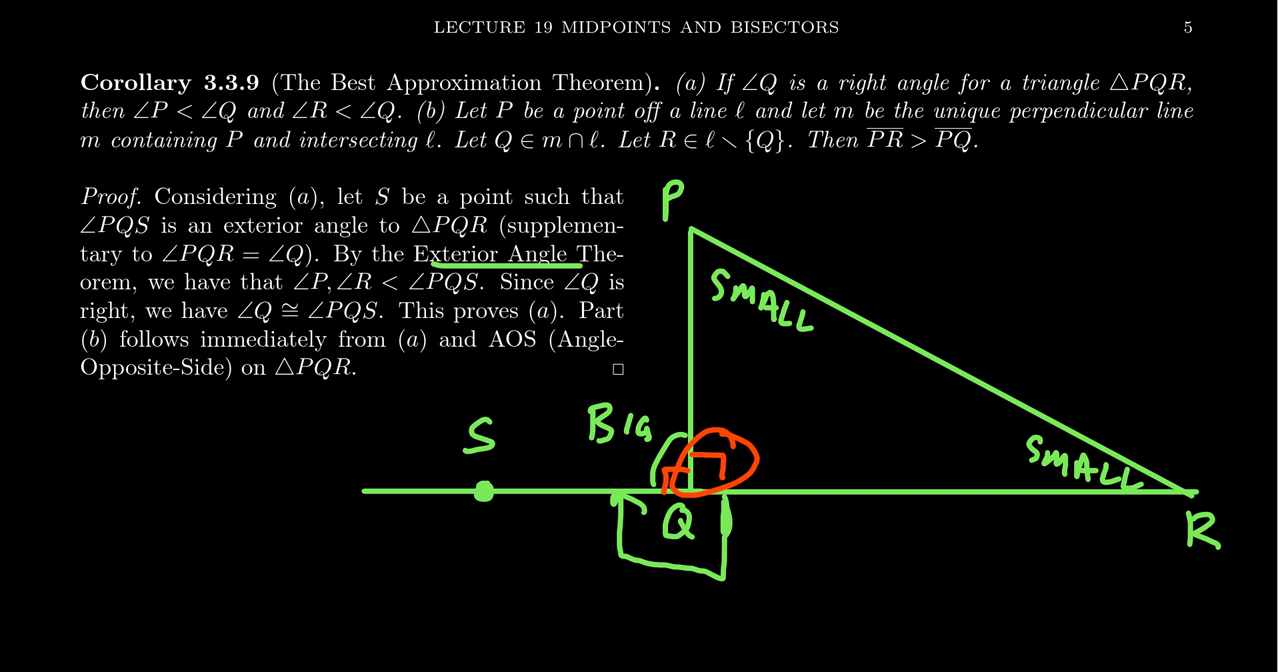 LECTURE 19 MIDPOINTS AND BISECTORS 5
Corollary 3.3.9 (The Best Approximation Theorem). (a) If ∠Q is a right angle for a triangle △PQR,
then ∠P < ∠Q and ∠R < ∠Q. (b) Let P be a point off a line ℓ and let m be the unique perpendicular line
m containing P and intersecting ℓ. Let Q ∈ m ∩ ℓ. Let R ∈ ℓ ∖ {Q}. Then P̅R̅ > P̅Q̅.
Proof. Considering (a), let S be a point such that
∠PQS is an exterior angle to △PQR (supplemen-
tary to ∠PQR = ∠Q). By the Exterior Angle The-
orem, we have that ∠P, ∠R < ∠PQS. Since ∠Q is
right, we have ∠Q ≅ ∠PQS. This proves (a). Part
(b) follows immediately from (a) and AOS (Angle-
Opposite-Side) on △PQR. □
P
SMALL
S
BIG
SMALL
Q
R